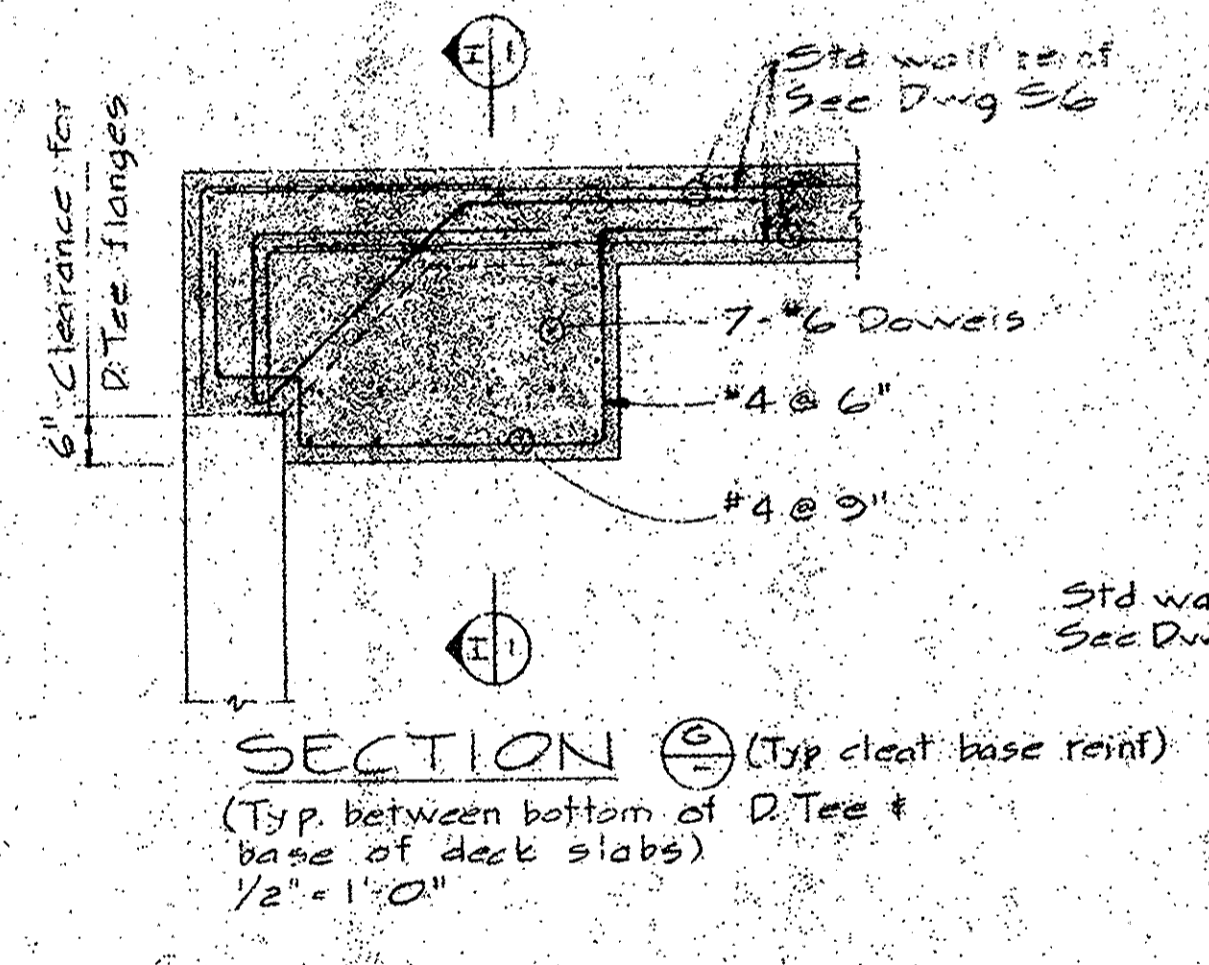 H
-
Std wall reinf
See Dwg S6
6" Clearance for
D. Tee flanges
7-#6 Dowels
#4 @ 6"
#4 @ 9"
H
-
Std wa
See Dw
SECTION G - (Typ cleat base reinf)
(Typ. between bottom of D. Tee &
base of deck slabs)
1/2" = 1'-0"